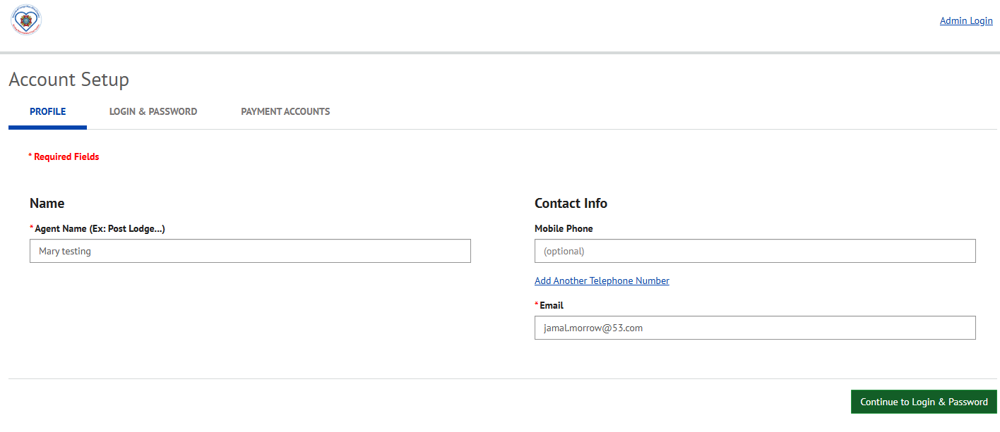 Admin Login
Account Setup
PROFILE LOGIN & PASSWORD PAYMENT ACCOUNTS
* Required Fields
Name
* Agent Name (Ex: Post Lodge...)
Mary testing
Contact Info
Mobile Phone
(optional)
Add Another Telephone Number
* Email
jamal.morrow@53.com
Continue to Login & Password